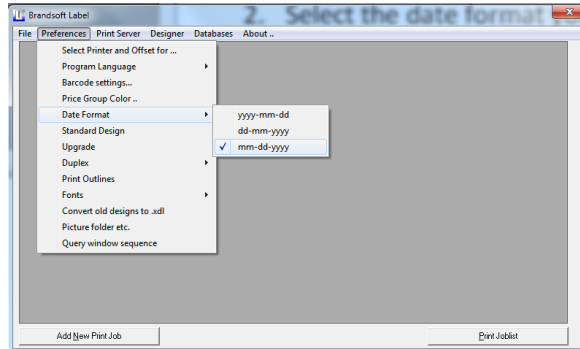 2. Select the date format
Brandsoft Label
File Preferences Print Server Designer Databases About ..
Select Printer and Offset for ...
Program Language
Barcode settings...
Price Group Color ..
Date Format
yyyy-mm-dd
Standard Design
dd-mm-yyyy
Upgrade
mm-dd-yyyy
Duplex
Print Outlines
Fonts
Convert old designs to .xdl
Picture folder etc.
Query window sequence
Add New Print Job
Print Joblist